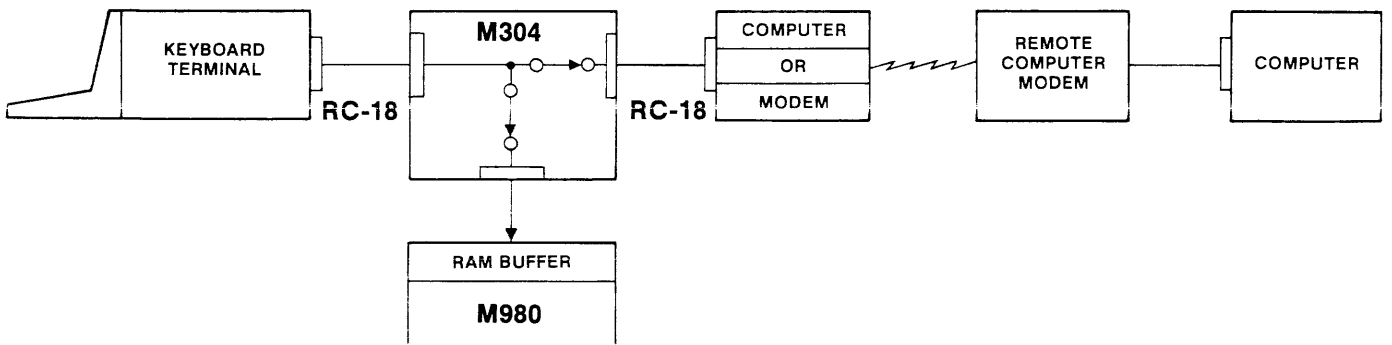 KEYBOARD
TERMINAL
RC-18
M304
RC-18
COMPUTER
OR
MODEM
REMOTE
COMPUTER
MODEM
COMPUTER
RAM BUFFER
M980